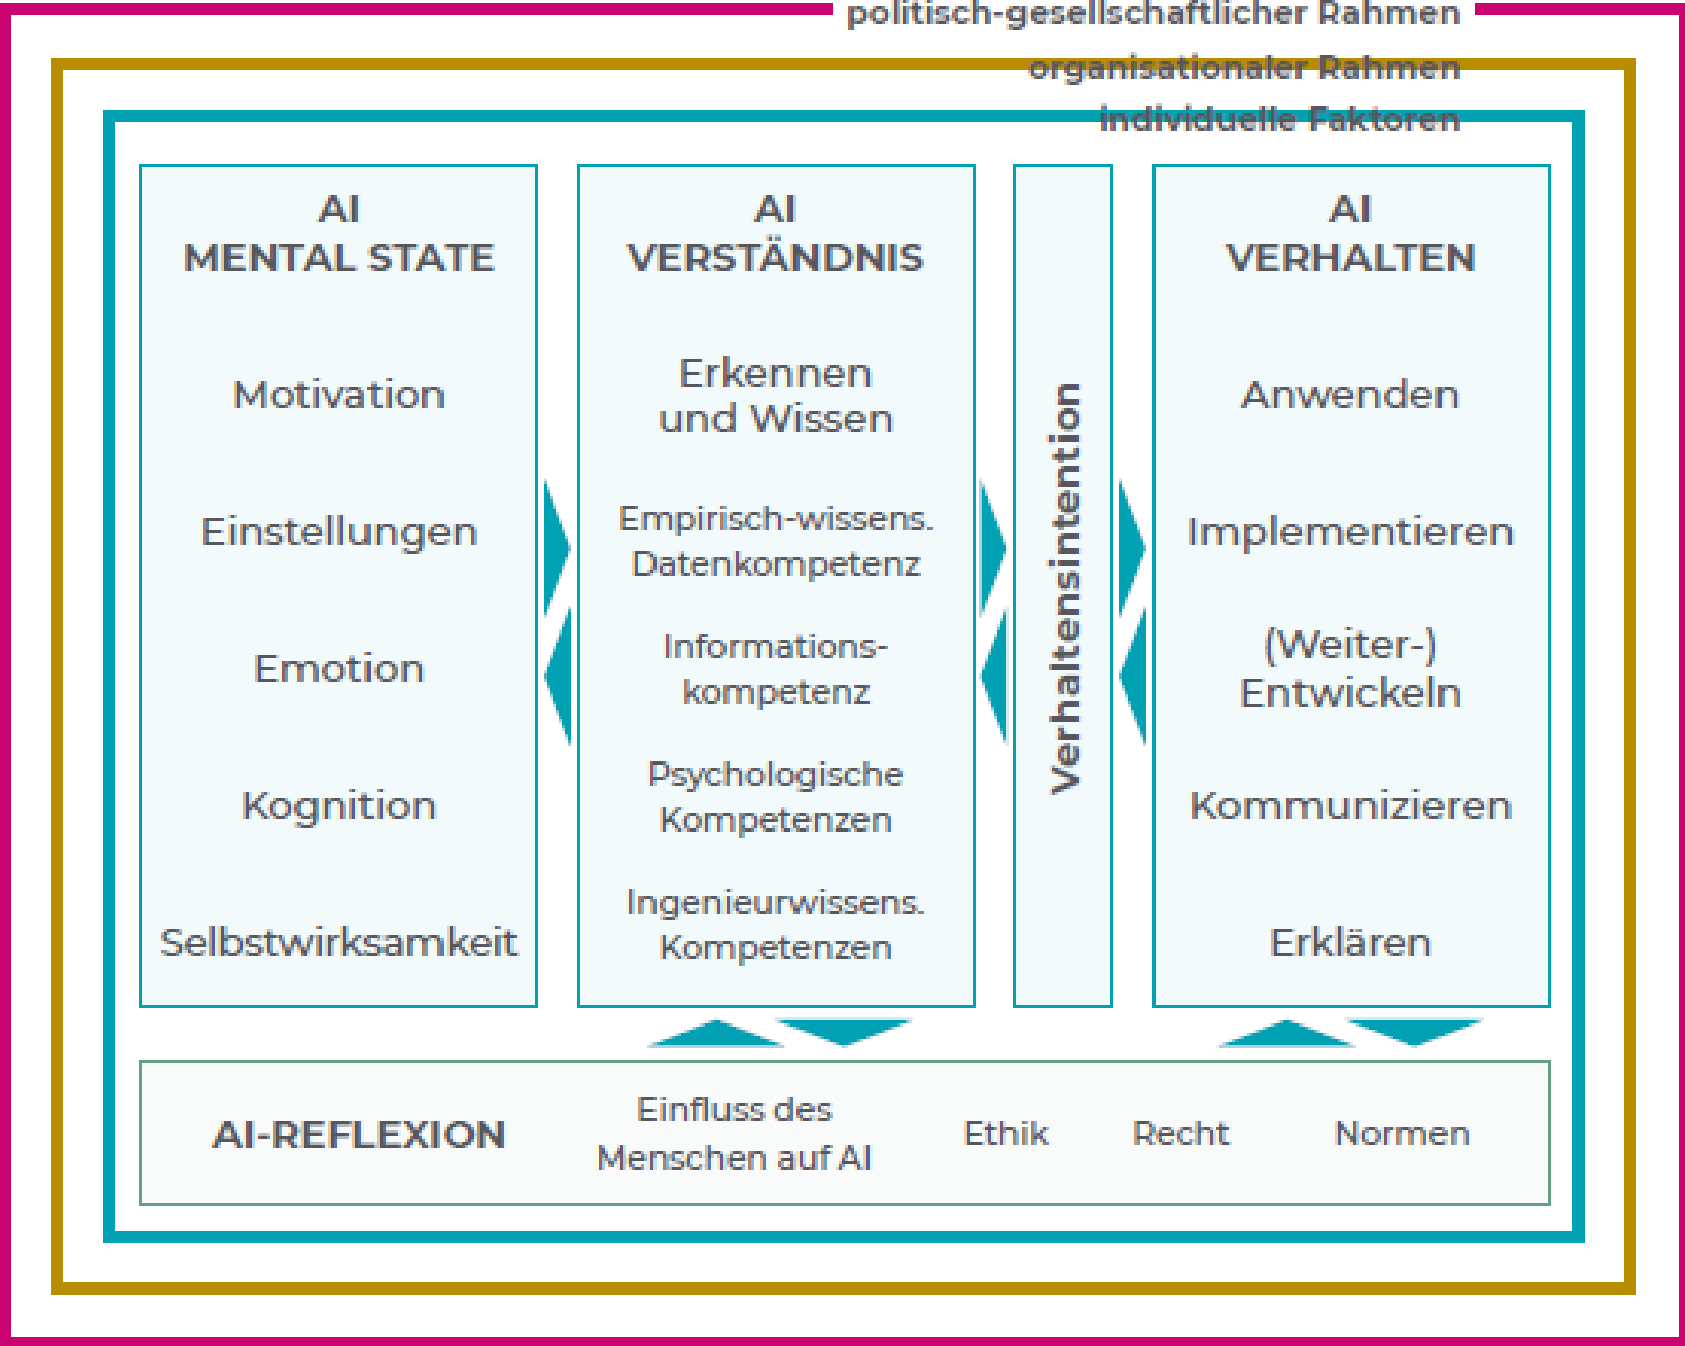 politisch-gesellschaftlicher Rahmen
organisationaler Rahmen
individuelle Faktoren
AI
MENTAL STATE
Motivation
Einstellungen
Emotion
Kognition
Selbstwirksamkeit
AI
VERSTÄNDNIS
Erkennen
und Wissen
Empirisch-wissens.
Datenkompetenz
Informations-
kompetenz
Psychologische
Kompetenzen
Ingenieurwissens.
Kompetenzen
Verhaltensintention
AI
VERHALTEN
Anwenden
Implementieren
(Weiter-)
Entwickeln
Kommunizieren
Erklären
AI-REFLEXION
Einfluss des
Menschen auf AI
Ethik
Recht
Normen